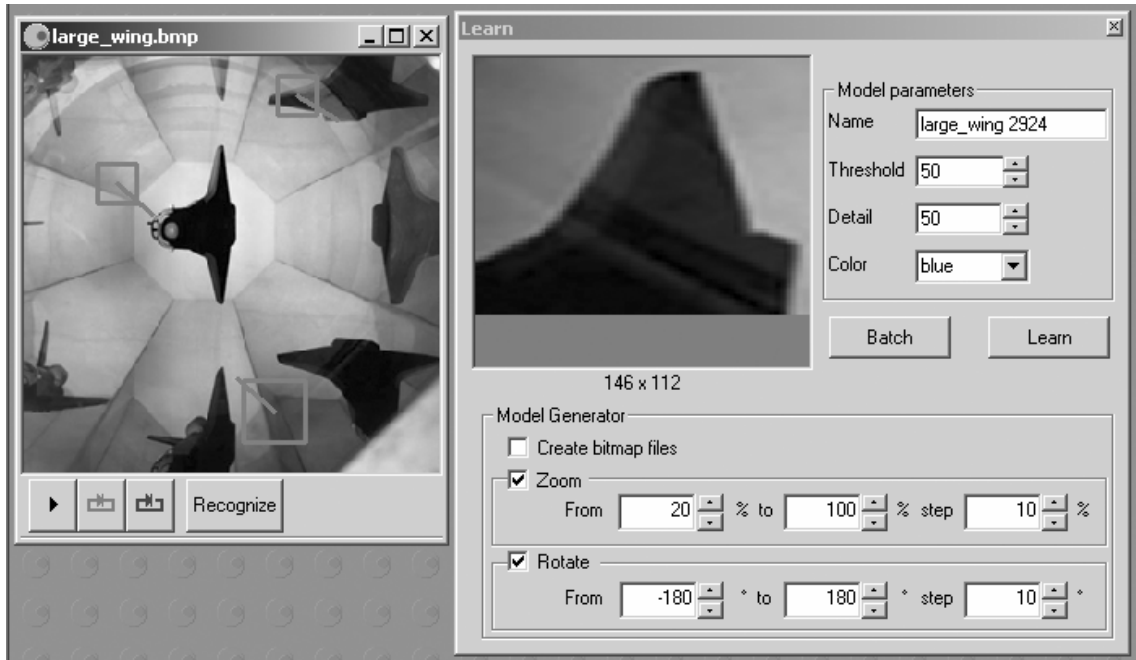 large_wing.bmp
Recognize
Learn
146 x 112
Model parameters
Name large_wing 2924
Threshold 50
Detail 50
Color blue
Batch Learn
Model Generator
Create bitmap files
Zoom
From 20 % to 100 % step 10 %
Rotate
From -180 ° to 180 ° step 10 °